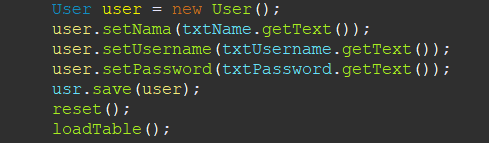 User user = new User();
user.setNama(txtName.getText());
user.setUsername(txtUsername.getText());
user.setPassword(txtPassword.getText());
usr.save(user);
reset();
loadTable();